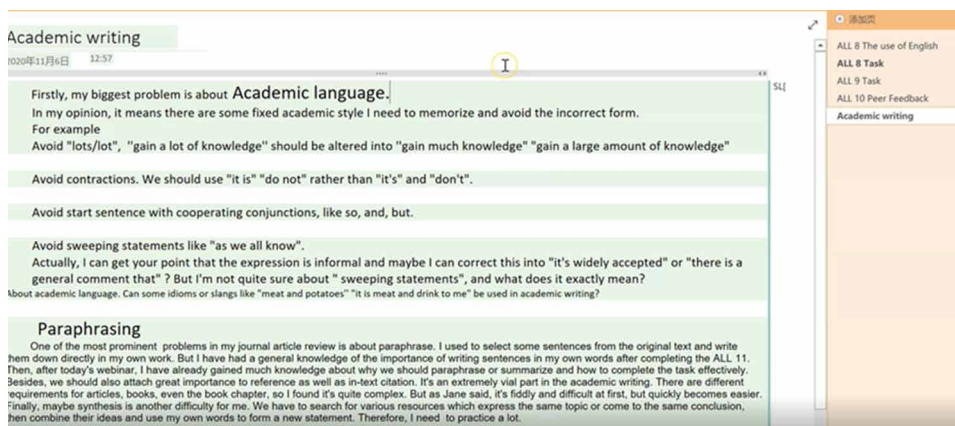 Academic writing
2020年11月6日 12:57
Firstly, my biggest problem is about Academic language.
In my opinion, it means there are some fixed academic style I need to memorize and avoid the incorrect form.
For example
Avoid "lots/lot", "gain a lot of knowledge" should be altered into "gain much knowledge" "gain a large amount of knowledge"
Avoid contractions. We should use "it is" "do not" rather than "it's" and "don't".
Avoid start sentence with cooperating conjunctions, like so, and, but.
Avoid sweeping statements like "as we all know".
Actually, I can get your point that the expression is informal and maybe I can correct this into "it's widely accepted" or "there is a
general comment that" ? But I'm not quite sure about " sweeping statements", and what does it exactly mean?
About academic language. Can some idioms or slangs like "meat and potatoes" "it is meat and drink to me" be used in academic writing?
Paraphrasing
One of the most prominent problems in my journal article review is about paraphrase. I used to select some sentences from the original text and write
them down directly in my own work. But I have had a general knowledge of the importance of writing sentences in my own words after completing the ALL 11.
Then, after today's webinar, I have already gained much knowledge about why we should paraphrase or summarize and how to complete the task effectively.
Besides, we should also attach great importance to reference as well as in-text citation. It's an extremely vial part in the academic writing. There are different
requirements for articles, books, even the book chapter, so I found it's quite complex. But as Jane said, it's fiddly and difficult at first, but quickly becomes easier.
Finally, maybe synthesis is another difficulty for me. We have to search for various resources which express the same topic or come to the same conclusion,
then combine their ideas and use my own words to form a new statement. Therefore, I need to practice a lot.
添加页
ALL 8 The use of English
ALL 8 Task
ALL 9 Task
ALL 10 Peer Feedback
Academic writing